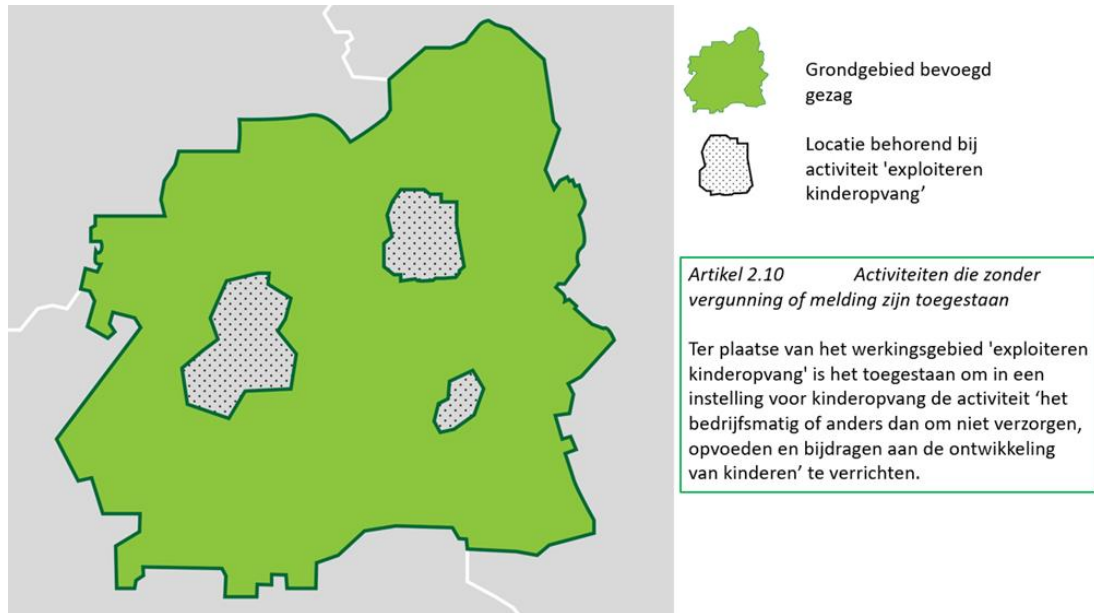 Grondgebied bevoegd
gezag
Locatie behorend bij
activiteit 'exploiteren
kinderopvang’
Artikel 2.10 Activiteiten die zonder
vergunning of melding zijn toegestaan
Ter plaatse van het werkingsgebied 'exploiteren
kinderopvang' is het toegestaan om in een
instelling voor kinderopvang de activiteit ‘het
bedrijfsmatig of anders dan om niet verzorgen,
opvoeden en bijdragen aan de ontwikkeling
van kinderen’ te verrichten.